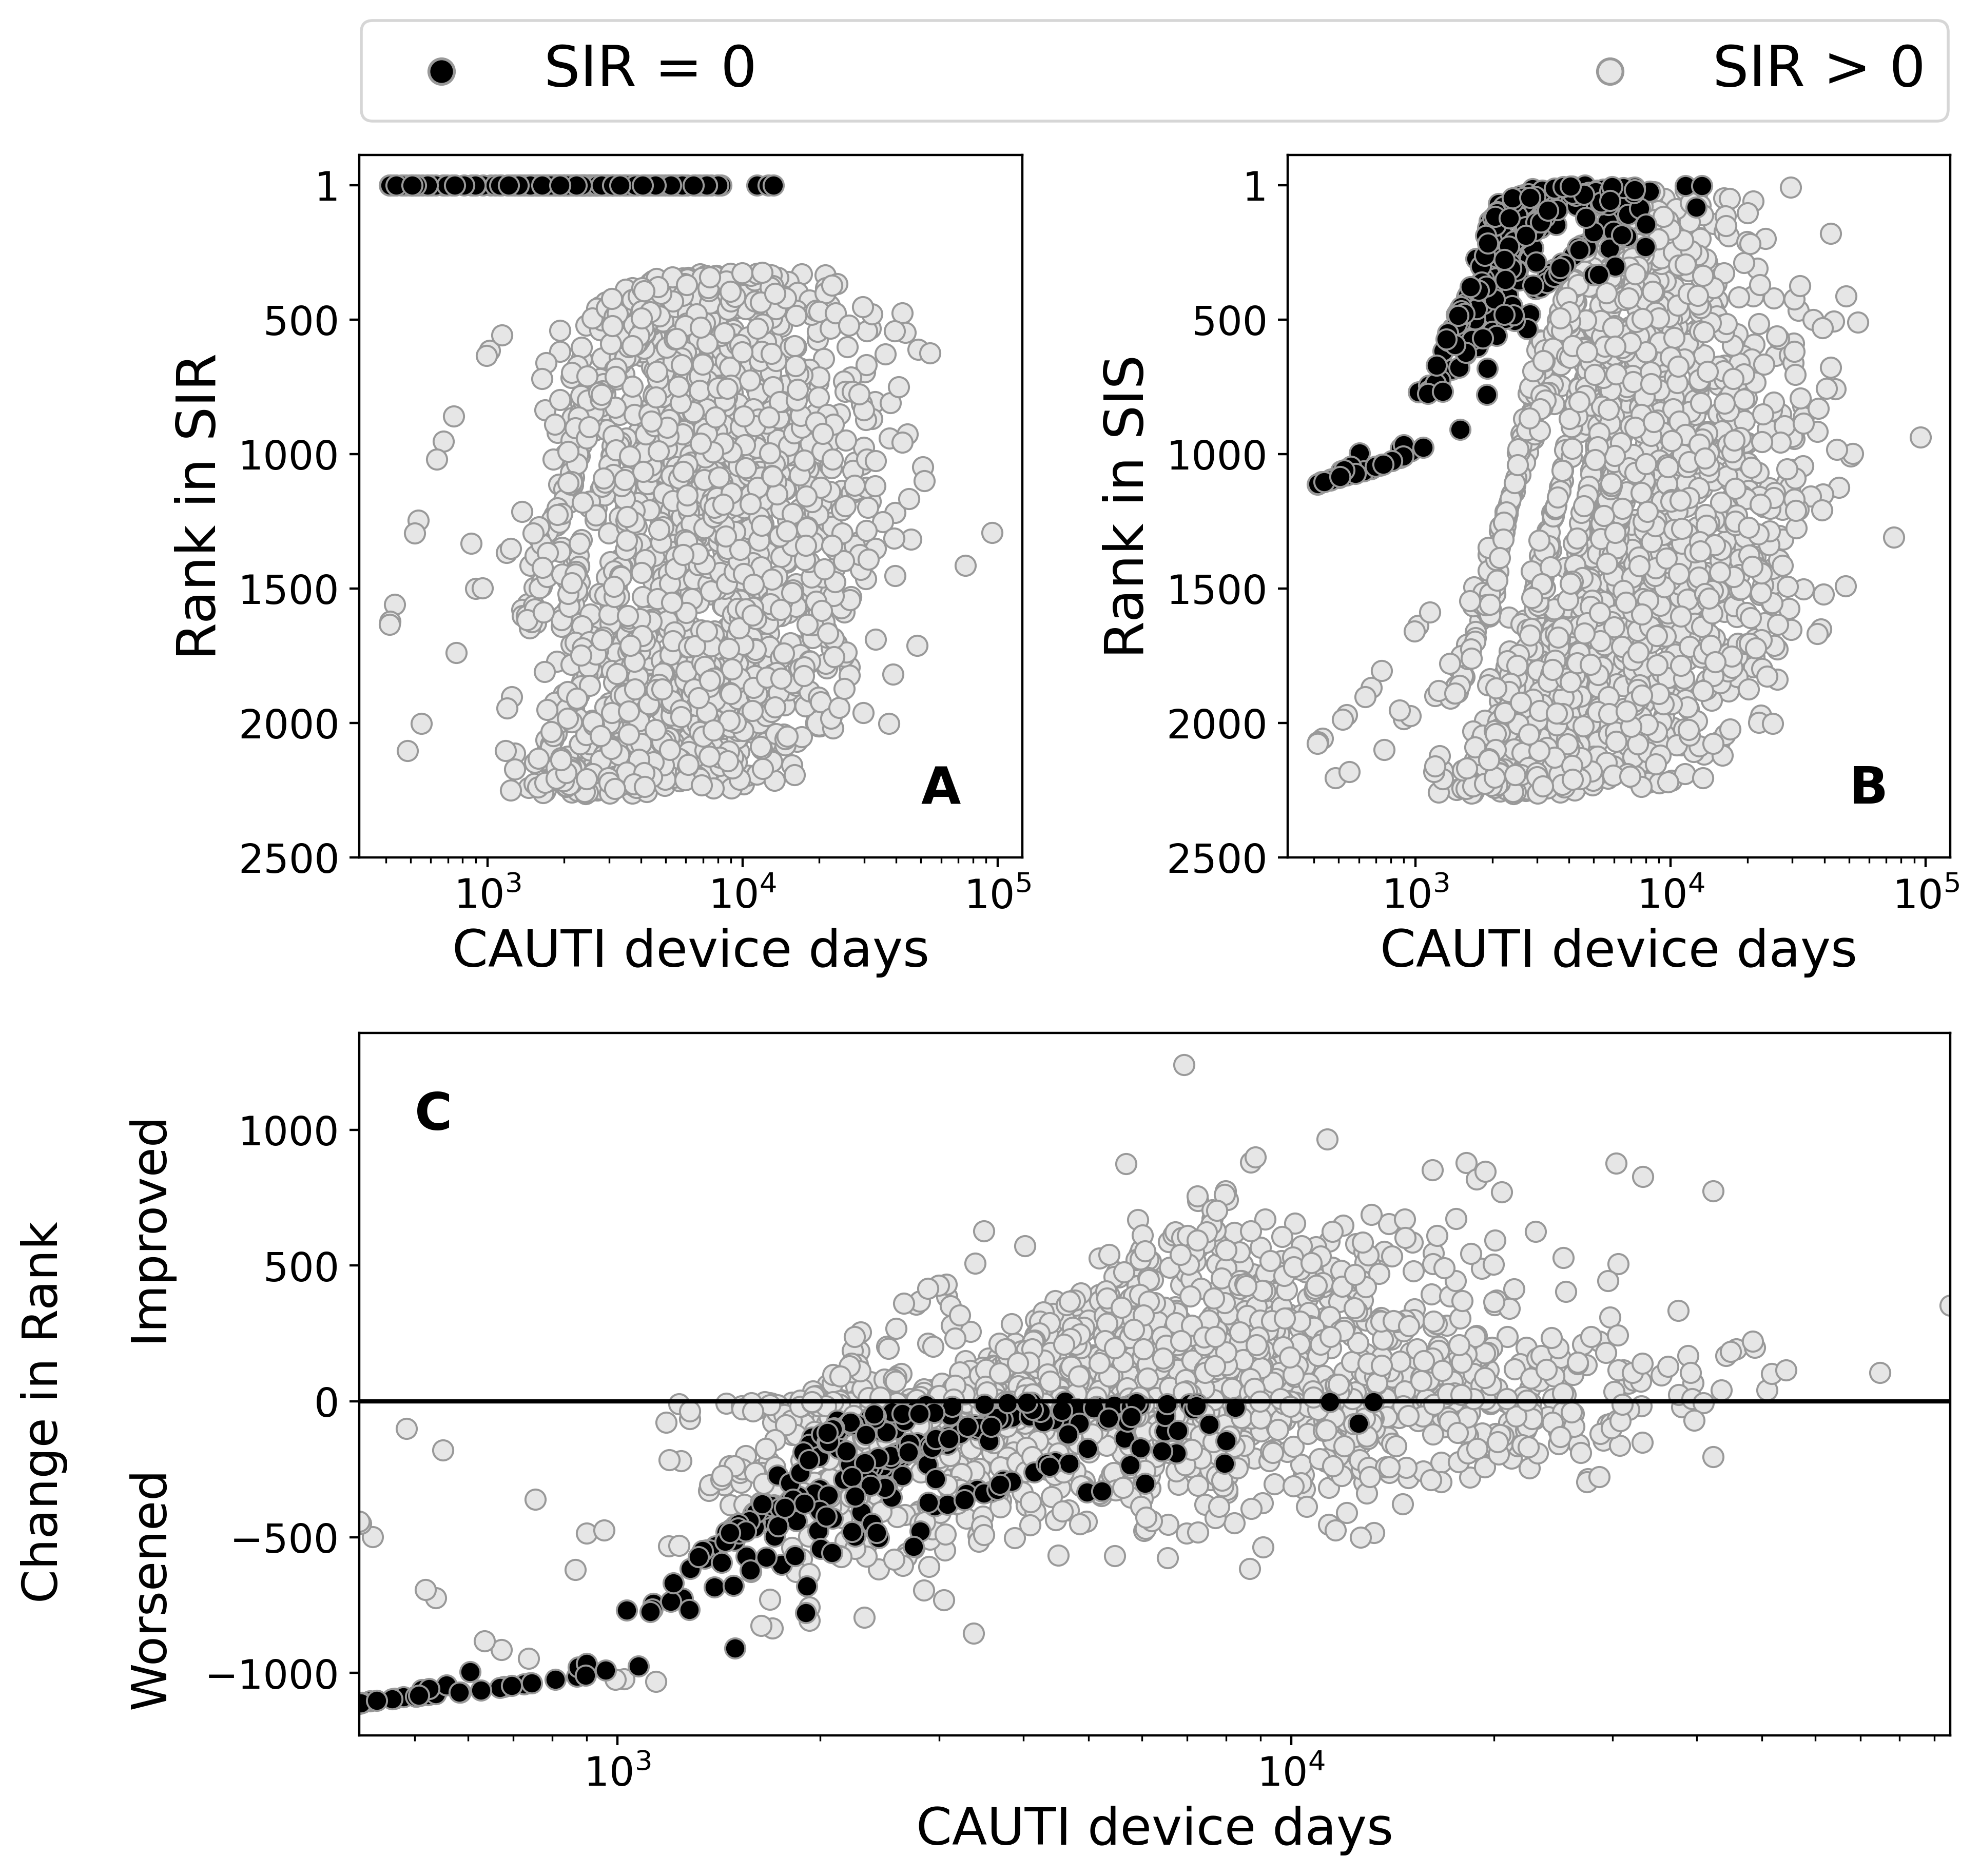 SIR = 0 SIR > 0
1
500
1000
1500
2000
2500
Rank in SIR
A
10³ 10⁴ 10⁵
CAUTI device days
1
500
1000
1500
2000
2500
Rank in SIS
B
10³ 10⁴ 10⁵
CAUTI device days
Change in Rank
Worsened Improved
1000
500
0
−500
−1000
C
10³ 10⁴
CAUTI device days